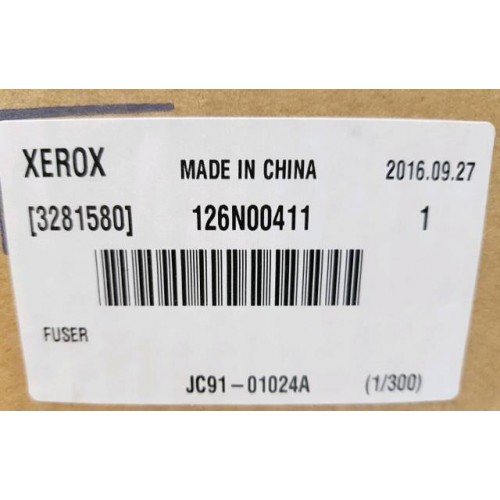 XEROX MADE IN CHINA 2016.09.27
[3281580] 126N00411 1
FUSER
JC91-01024A (1/300)